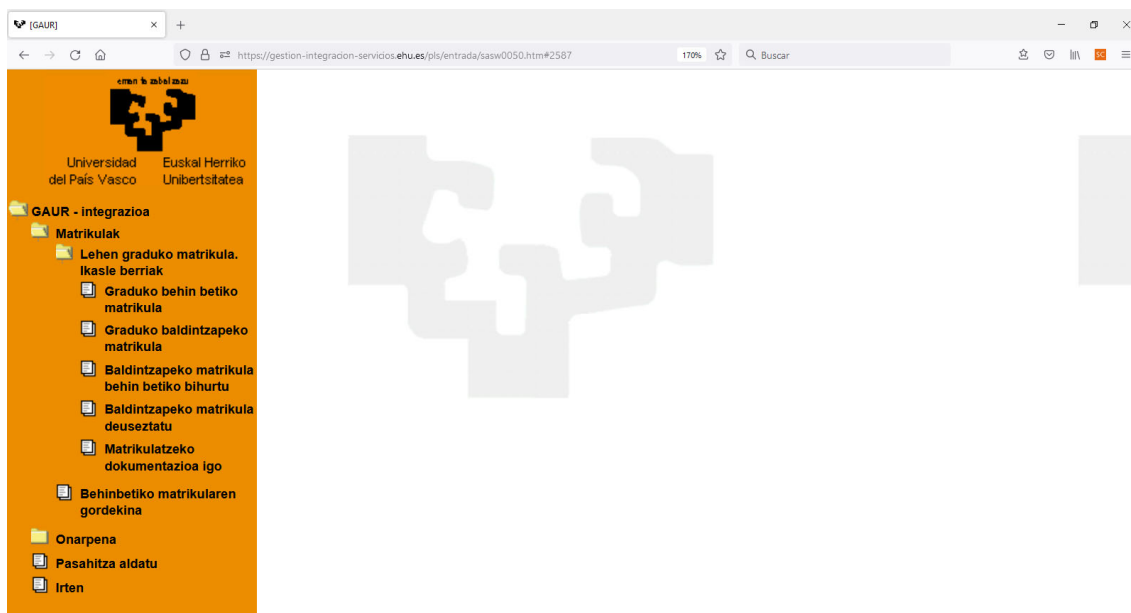 [GAUR]
https://gestion-integracion-servicios.ehu.es/pls/entrada/sasw0050.htm#2587
170%
Buscar
SC
eman ta zabal zazu
Universidad
del País Vasco
Euskal Herriko
Unibertsitatea
GAUR - integrazioa
Matrikulak
Lehen graduko matrikula.
Ikasle berriak
Graduko behin betiko
matrikula
Graduko baldintzapeko
matrikula
Baldintzapeko matrikula
behin betiko bihurtu
Baldintzapeko matrikula
deuseztatu
Matrikulatzeko
dokumentazioa igo
Behinbetiko matrikularen
gordekina
Onarpena
Pasahitza aldatu
Irten